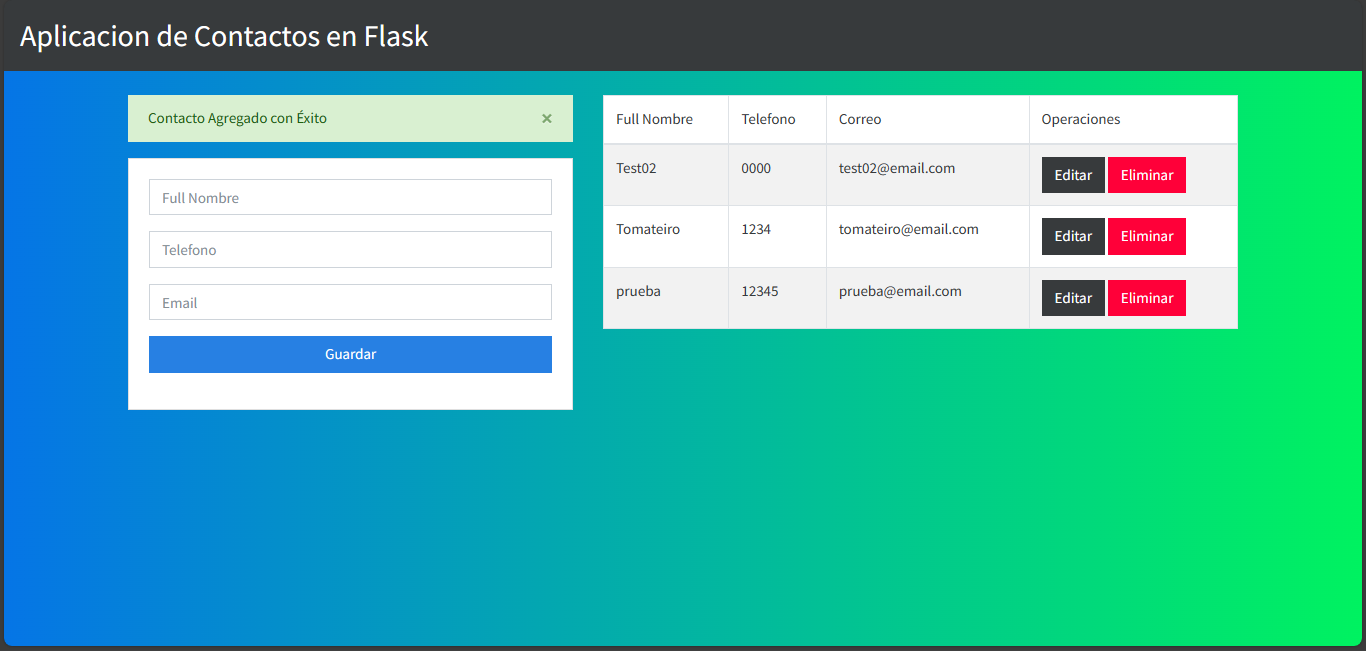 Aplicacion de Contactos en Flask
Contacto Agregado con Éxito ×
Full Nombre
Telefono
Email
Guardar
Full Nombre Telefono Correo Operaciones
Test02 0000 test02@email.com Editar Eliminar
Tomateiro 1234 tomateiro@email.com Editar Eliminar
prueba 12345 prueba@email.com Editar Eliminar